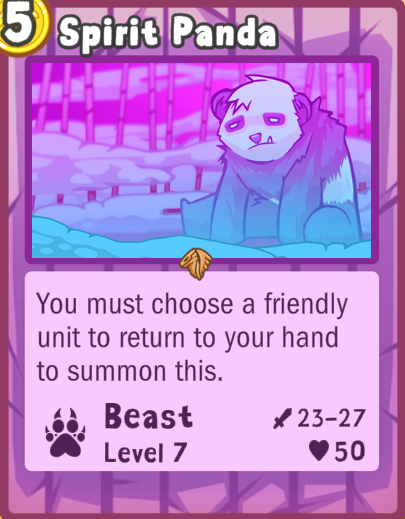 5
Spirit Panda
You must choose a friendly
unit to return to your hand
to summon this.
Beast
23–27
Level 7
50